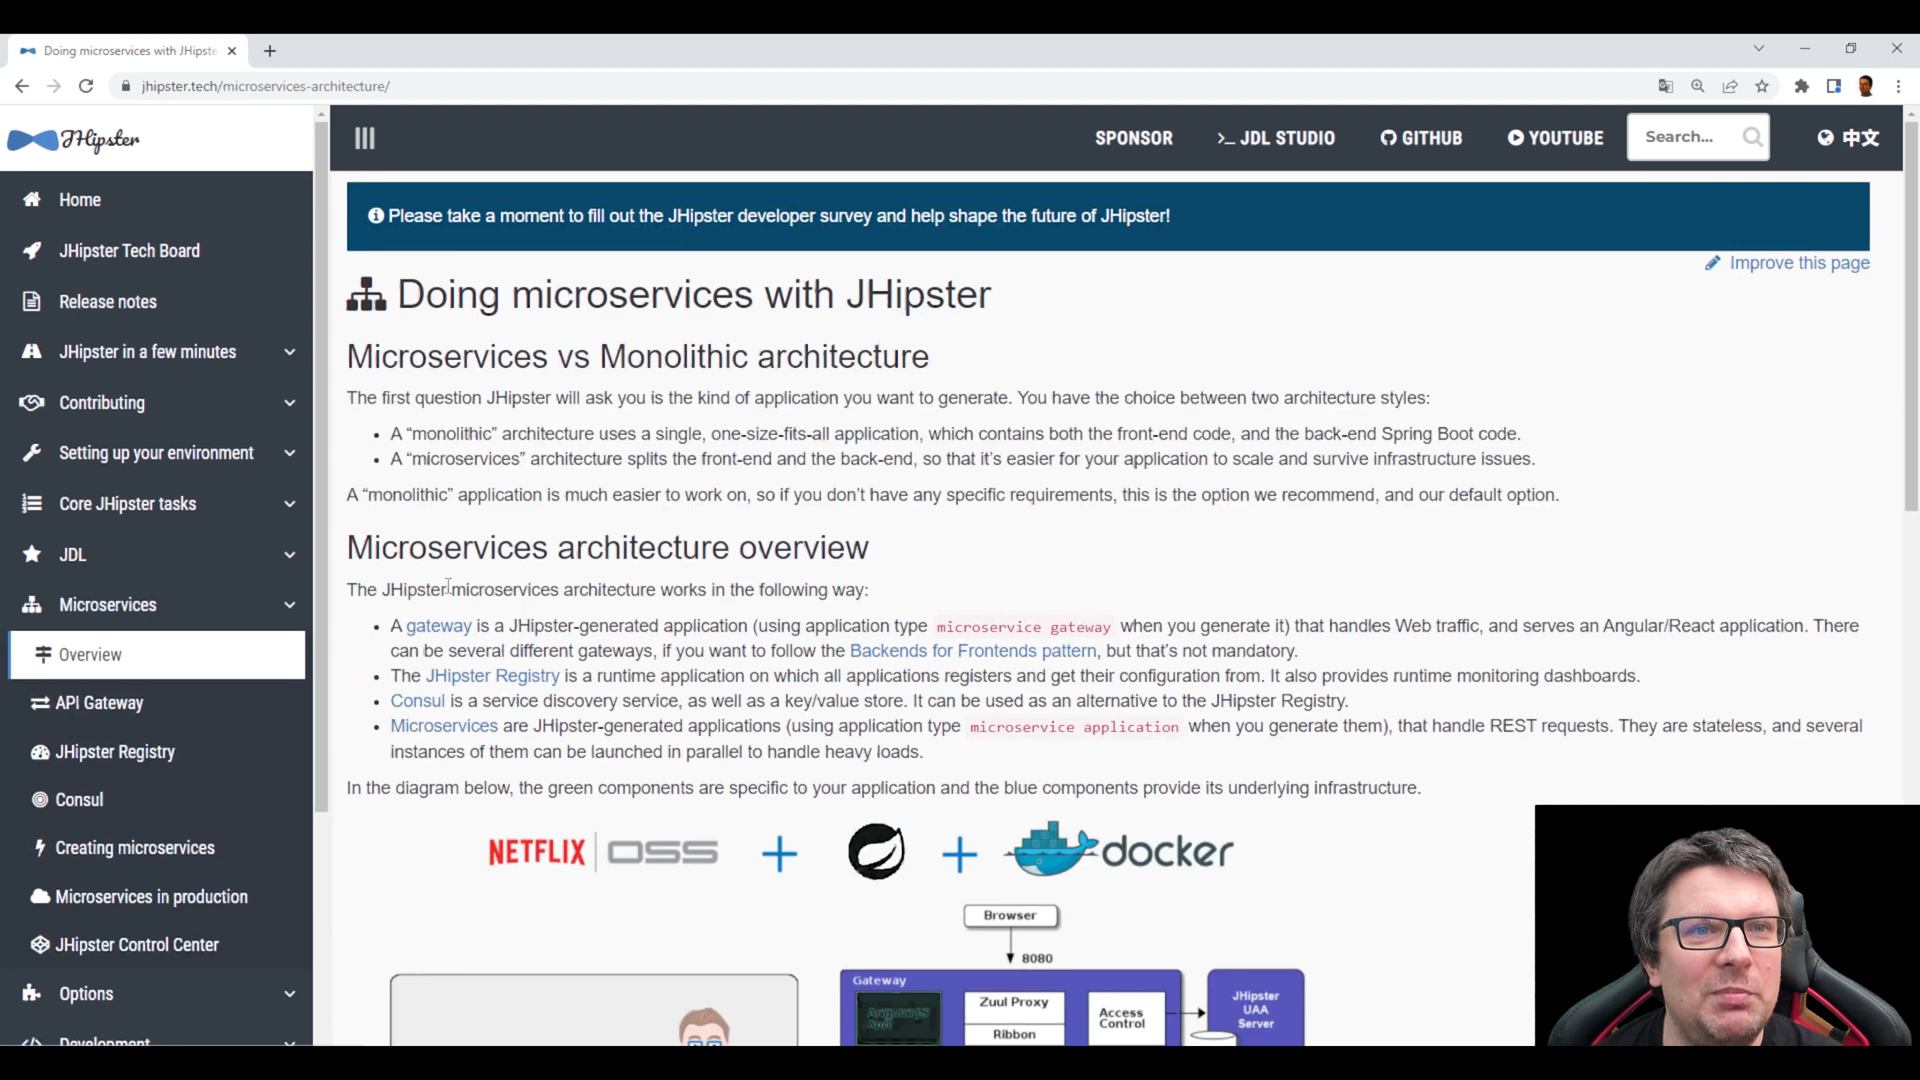 Doing microservices with JHipste
jhipster.tech/microservices-architecture/
JHipster
SPONSOR
>_ JDL STUDIO
GITHUB
YOUTUBE
Search...
中文
Home
JHipster Tech Board
Release notes
JHipster in a few minutes
Contributing
Setting up your environment
Core JHipster tasks
JDL
Microservices
Overview
API Gateway
JHipster Registry
Consul
Creating microservices
Microservices in production
JHipster Control Center
Options
Development
Please take a moment to fill out the JHipster developer survey and help shape the future of JHipster!
Improve this page
Doing microservices with JHipster
Microservices vs Monolithic architecture
The first question JHipster will ask you is the kind of application you want to generate. You have the choice between two architecture styles:
• A “monolithic” architecture uses a single, one-size-fits-all application, which contains both the front-end code, and the back-end Spring Boot code.
• A “microservices” architecture splits the front-end and the back-end, so that it’s easier for your application to scale and survive infrastructure issues.
A “monolithic” application is much easier to work on, so if you don’t have any specific requirements, this is the option we recommend, and our default option.
Microservices architecture overview
The JHipster microservices architecture works in the following way:
• A gateway is a JHipster-generated application (using application type microservice gateway when you generate it) that handles Web traffic, and serves an Angular/React application. There
can be several different gateways, if you want to follow the Backends for Frontends pattern, but that’s not mandatory.
• The JHipster Registry is a runtime application on which all applications registers and get their configuration from. It also provides runtime monitoring dashboards.
• Consul is a service discovery service, as well as a key/value store. It can be used as an alternative to the JHipster Registry.
• Microservices are JHipster-generated applications (using application type microservice application when you generate them), that handle REST requests. They are stateless, and several
instances of them can be launched in parallel to handle heavy loads.
In the diagram below, the green components are specific to your application and the blue components provide its underlying infrastructure.
NETFLIX OSS + + docker
Browser
8080
Gateway
AngularJS
App
Zuul Proxy
Ribbon
Access
Control
JHipster
UAA
Server